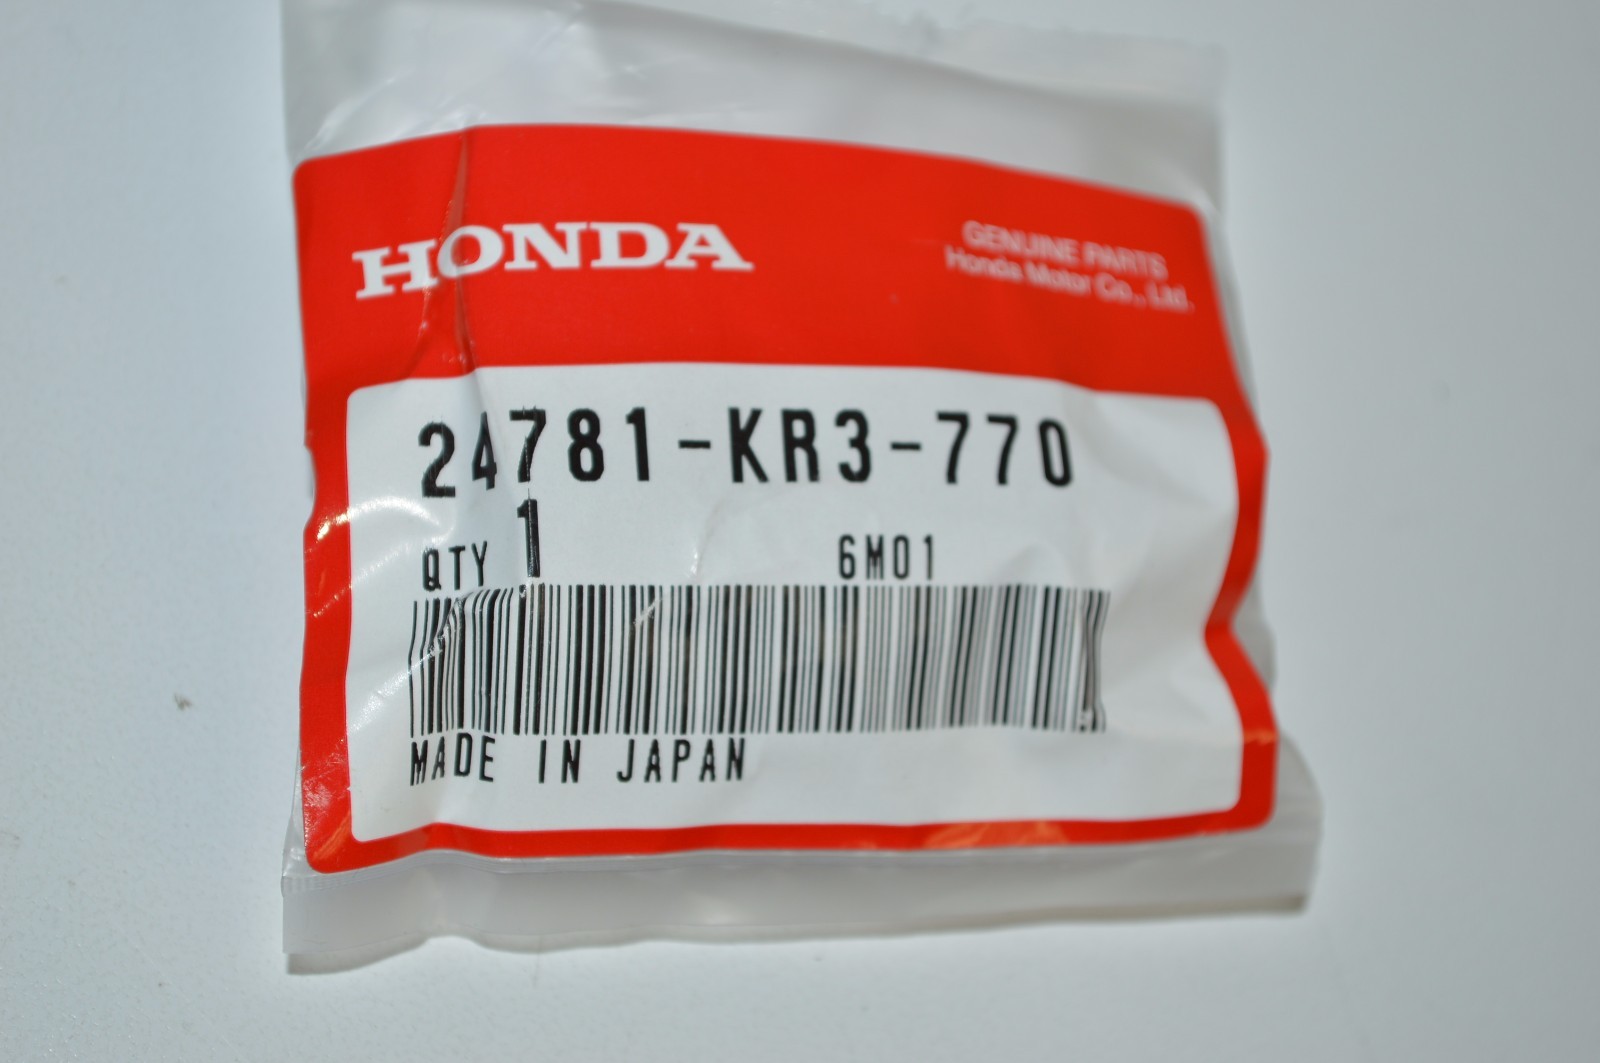 HONDA
GENUINE PARTS
Honda Motor Co., Ltd.
24781-KR3-770
QTY 1 6M01
MADE IN JAPAN